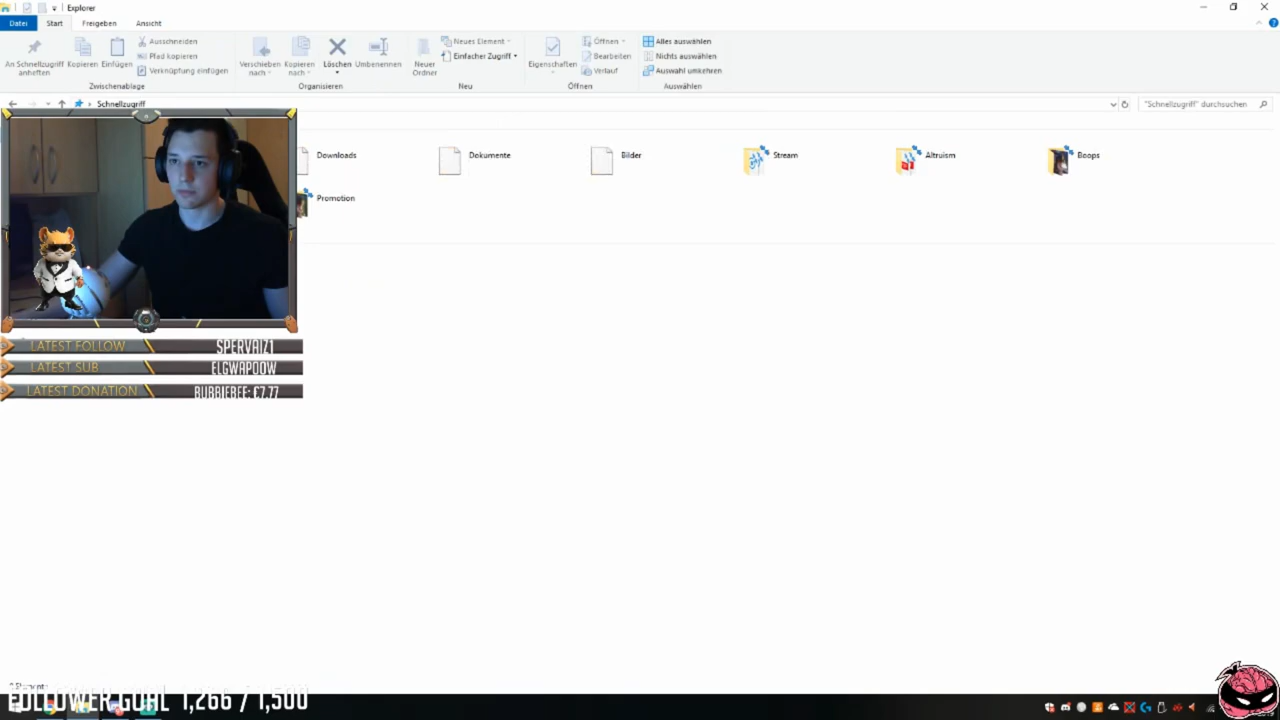 Explorer
Datei Start Freigeben Ansicht
An Schnellzugriff anheften
Kopieren
Einfügen
Ausschneiden
Pfad kopieren
Verknüpfung einfügen
Zwischenablage
Verschieben nach
Kopieren nach
Löschen
Umbenennen
Organisieren
Neuer Ordner
Neues Element
Einfacher Zugriff
Neu
Eigenschaften
Öffnen
Bearbeiten
Verlauf
Öffnen
Alles auswählen
Nichts auswählen
Auswahl umkehren
Auswählen
Schnellzugriff
"Schnellzugriff" durchsuchen
Downloads Dokumente Bilder Stream Altruism Boops
Promotion
LATEST FOLLOW SPERVAIZ1
LATEST SUB ELGWAPOOW
LATEST DONATION BUBBIEBEE: €7.77
FOLLOWER GOAL 1,266 / 1,500